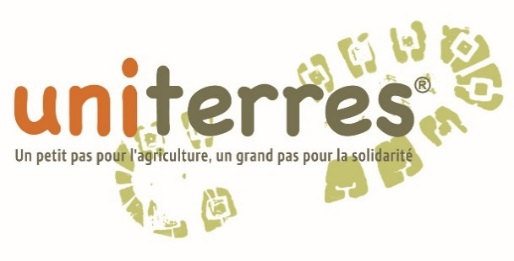 uniterres®
Un petit pas pour l'agriculture, un grand pas pour la solidarité